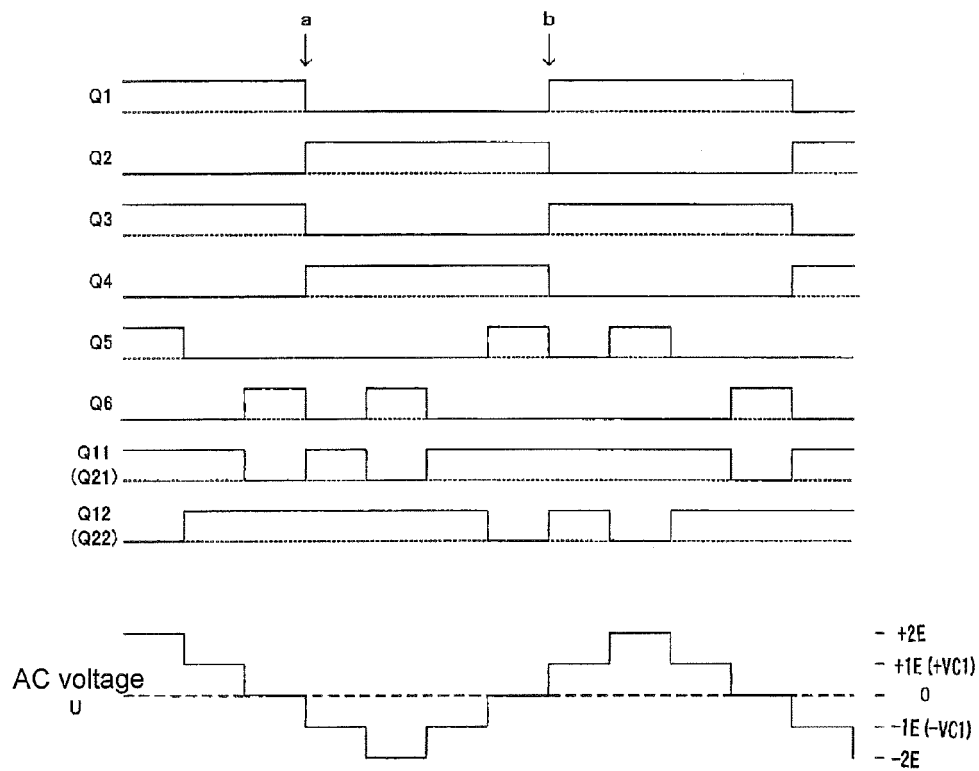 a
b
Q1
Q2
Q3
Q4
Q5
Q6
Q11
(Q21)
Q12
(Q22)
AC voltage
U
+2E
+1E (+VC1)
0
-1E (-VC1)
-2E